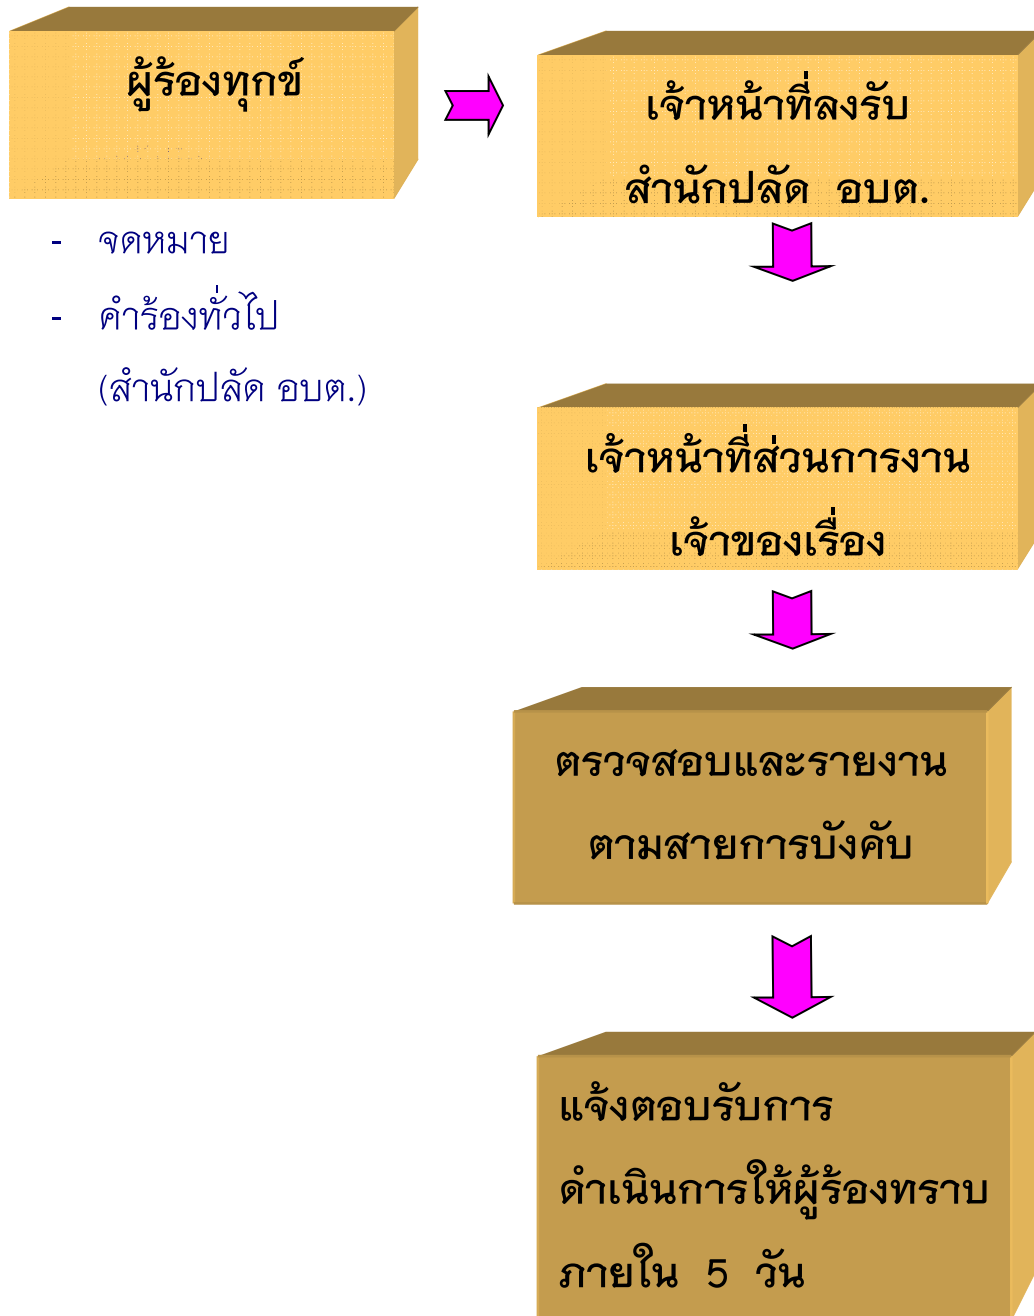 ผู้ร้องทุกข์
- จดหมาย
- คำร้องทั่วไป
(สำนักปลัด อบต.)
เจ้าหน้าที่ลงรับ
สำนักปลัด อบต.
เจ้าหน้าที่ส่วนการงาน
เจ้าของเรื่อง
ตรวจสอบและรายงาน
ตามสายการบังคับ
แจ้งตอบรับการ
ดำเนินการให้ผู้ร้องทราบ
ภายใน 5 วัน